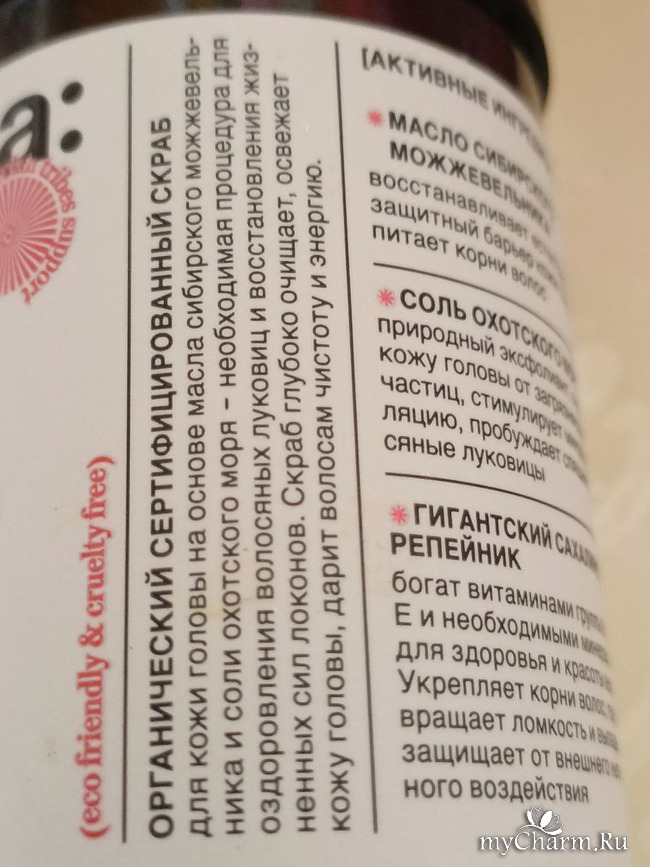 a:
tribes support
(eco friendly & cruelty free)
ОРГАНИЧЕСКИЙ СЕРТИФИЦИРОВАННЫЙ СКРАБ
для кожи головы на основе масла сибирского можжевель-
ника и соли охотского моря – необходимая процедура для
оздоровления волосяных луковиц и восстановления жиз-
ненных сил локонов. Скраб глубоко очищает, освежает
кожу головы, дарит волосам чистоту и энергию.
[АКТИВНЫЕ
МАСЛО
МОЖЖЕВЕЛЬНИКА
восстанавливает
защитный барьер
питает корни волос
СОЛЬ ОХОТСКОГО
природный
кожу головы от
частиц, стимулирует
ляцию, пробуждает
сяные луковицы
ГИГАНТСКИЙ
РЕПЕЙНИК
богат витаминами
Е и необходимыми
для здоровья и красоты
Укрепляет корни волос
вращает ломкость и
защищает от внешнего
ного воздействия
myCharm.Ru